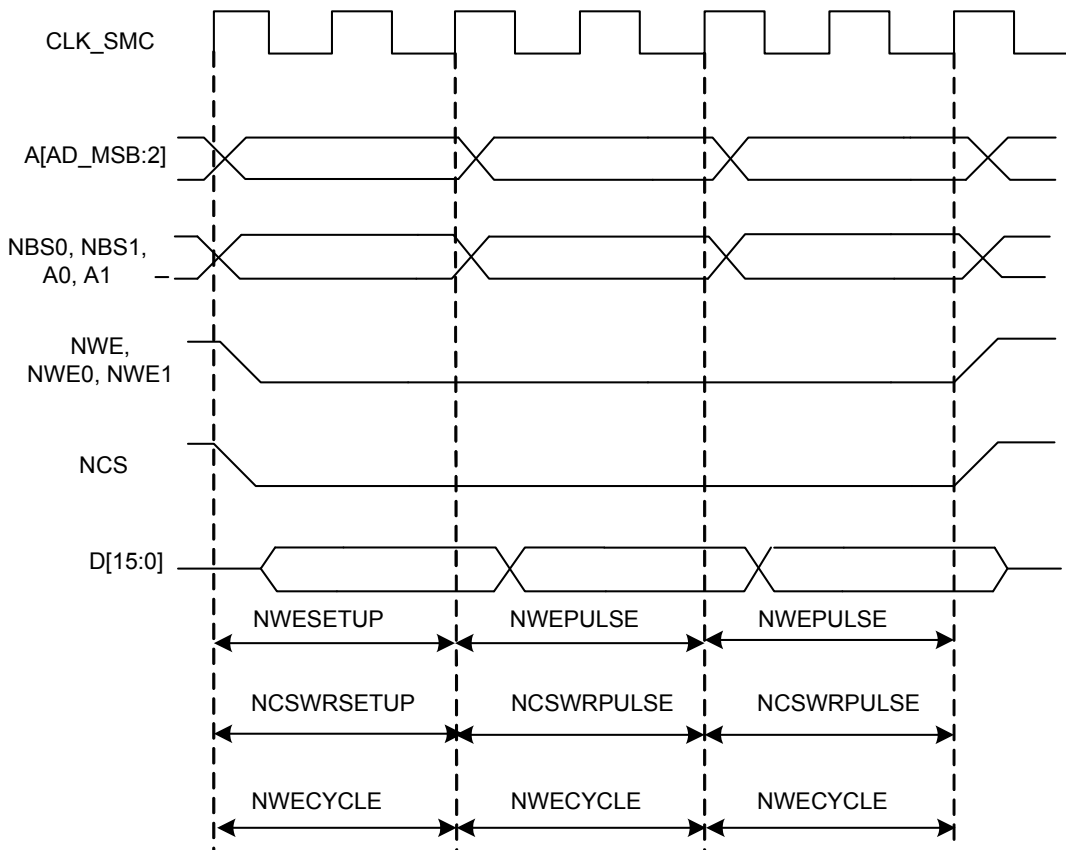 CLK_SMC
A[AD_MSB:2]
NBS0, NBS1,
A0, A1
NWE,
NWE0, NWE1
NCS
D[15:0]
NWESETUP NWEPULSE NWEPULSE
NCSWRSETUP NCSWRPULSE NCSWRPULSE
NWECYCLE NWECYCLE NWECYCLE